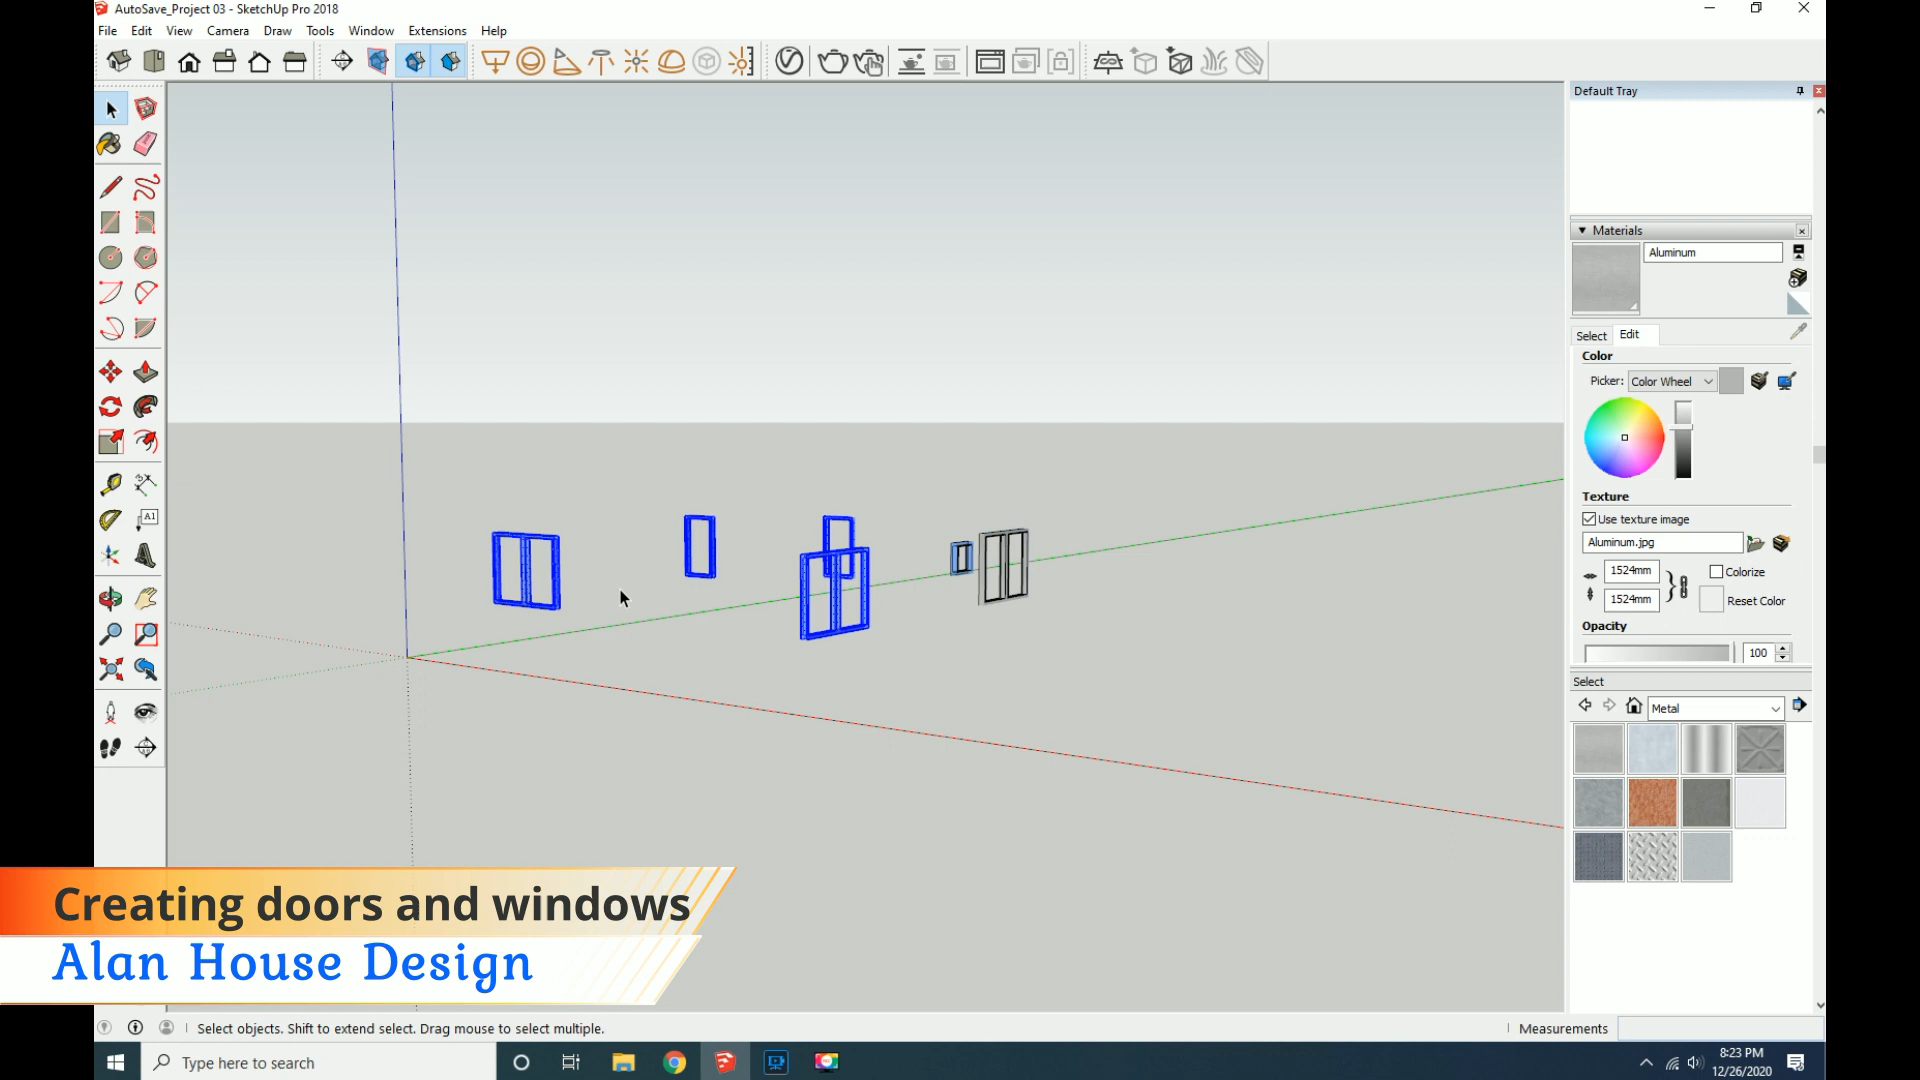 AutoSave_Project 03 - SketchUp Pro 2018
File Edit View Camera Draw Tools Window Extensions Help
Default Tray
Materials
Aluminum
Select Edit
Color
Picker: Color Wheel
Texture
Use texture image
Aluminum.jpg
1524mm
Colorize
1524mm
Reset Color
Opacity
100
Select
Metal
A1
Creating doors and windows
Alan House Design
Select objects. Shift to extend select. Drag mouse to select multiple.
Measurements
Type here to search
8:23 PM
12/26/2020